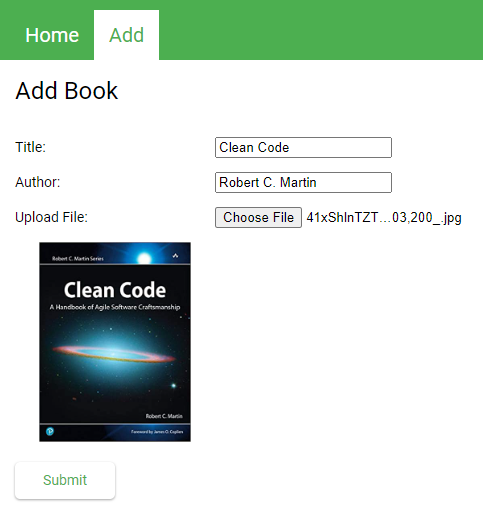 Home Add
Add Book
Title: Clean Code
Author: Robert C. Martin
Upload File: Choose File 41xShlnTZT...03,200_.jpg
Robert C. Martin Series
Clean Code
A Handbook of Agile Software Craftsmanship
Robert C. Martin
Foreword by James O. Coplien
Submit